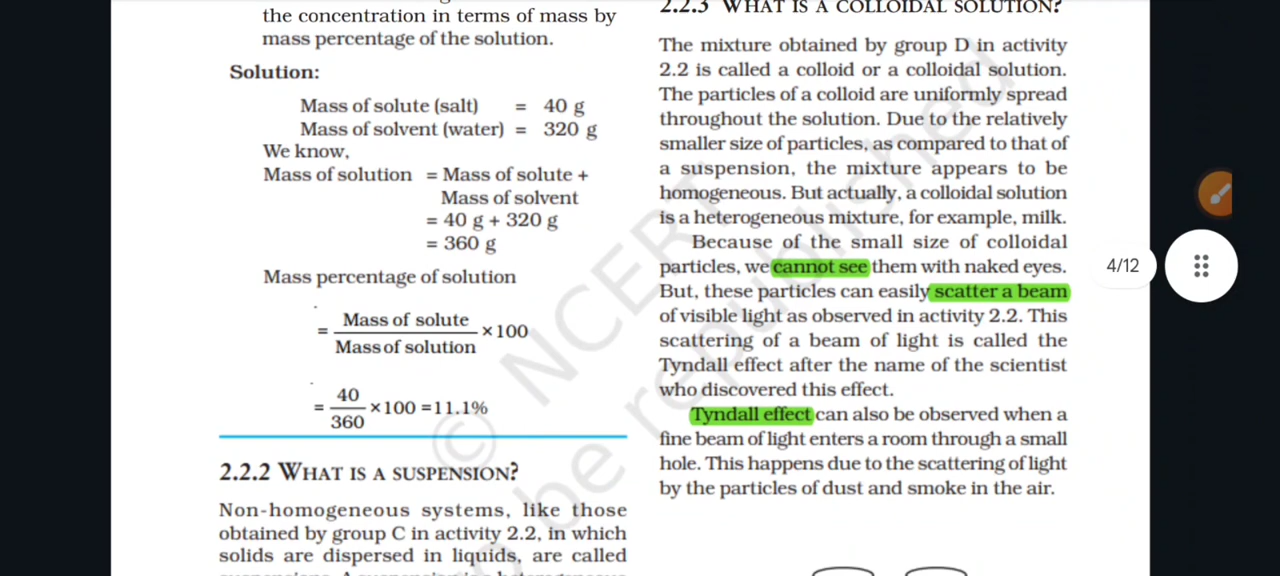 the concentration in terms of mass by
mass percentage of the solution.
Solution:
Mass of solute (salt) = 40 g
Mass of solvent (water) = 320 g
We know,
Mass of solution = Mass of solute +
Mass of solvent
= 40 g + 320 g
= 360 g
Mass percentage of solution
= Mass of solute / Mass of solution ×100
= 40 / 360 ×100 =11.1%
2.2.2 WHAT IS A SUSPENSION?
Non-homogeneous systems, like those
obtained by group C in activity 2.2, in which
solids are dispersed in liquids, are called
2.2.3 WHAT IS A COLLOIDAL SOLUTION?
The mixture obtained by group D in activity
2.2 is called a colloid or a colloidal solution.
The particles of a colloid are uniformly spread
throughout the solution. Due to the relatively
smaller size of particles, as compared to that of
a suspension, the mixture appears to be
homogeneous. But actually, a colloidal solution
is a heterogeneous mixture, for example, milk.
Because of the small size of colloidal
particles, we cannot see them with naked eyes.
But, these particles can easily scatter a beam
of visible light as observed in activity 2.2. This
scattering of a beam of light is called the
Tyndall effect after the name of the scientist
who discovered this effect.
Tyndall effect can also be observed when a
fine beam of light enters a room through a small
hole. This happens due to the scattering of light
by the particles of dust and smoke in the air.
4/12
© NCERT
be republished